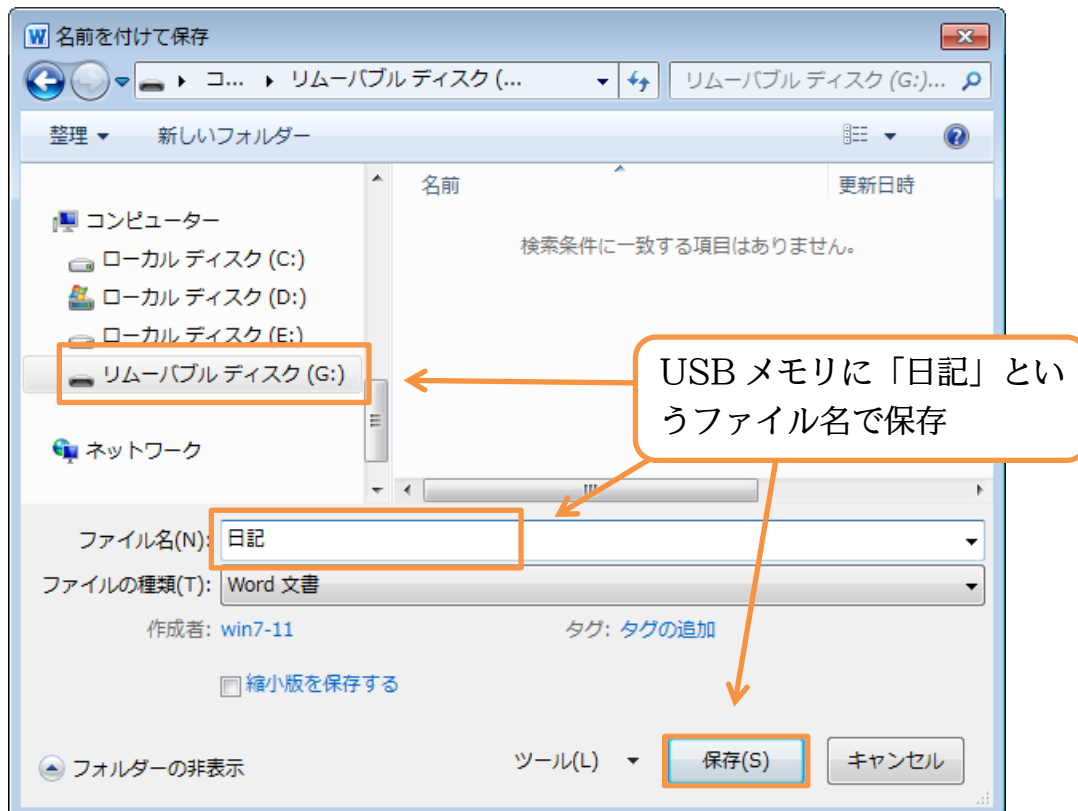 名前を付けて保存
コ... リムーバブル ディスク (... リムーバブル ディスク (G:)...
整理 新しいフォルダー
名前 更新日時
検索条件に一致する項目はありません。
コンピューター
ローカル ディスク (C:)
ローカル ディスク (D:)
ローカル ディスク (E:)
リムーバブル ディスク (G:)
ネットワーク
USB メモリに「日記」とい
うファイル名で保存
ファイル名(N): 日記
ファイルの種類(T): Word 文書
作成者: win7-11 タグ: タグの追加
縮小版を保存する
フォルダーの非表示 ツール(L) 保存(S) キャンセル